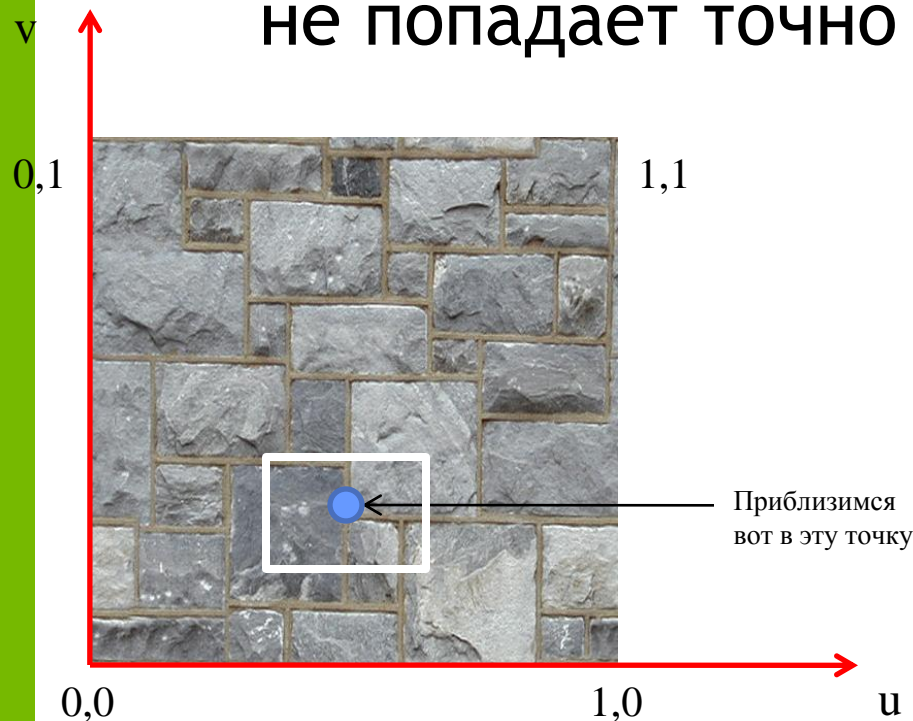 не попадает точно
v
0,1
1,1
Приблизимся
вот в эту точку
0,0
1,0
u